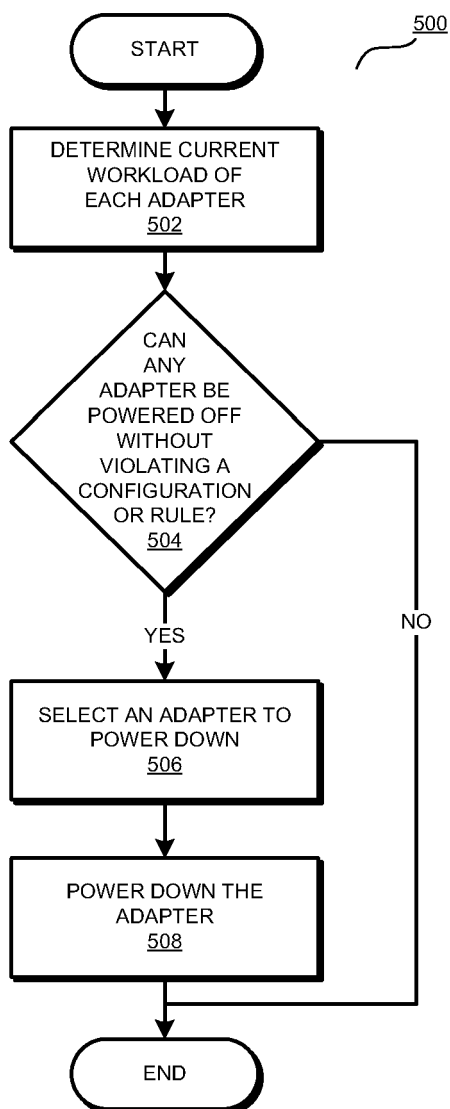 500
START
DETERMINE CURRENT
WORKLOAD OF
EACH ADAPTER
502
CAN
ANY
ADAPTER BE
POWERED OFF
WITHOUT
VIOLATING A
CONFIGURATION
OR RULE?
504
YES
NO
SELECT AN ADAPTER TO
POWER DOWN
506
POWER DOWN THE
ADAPTER
508
END